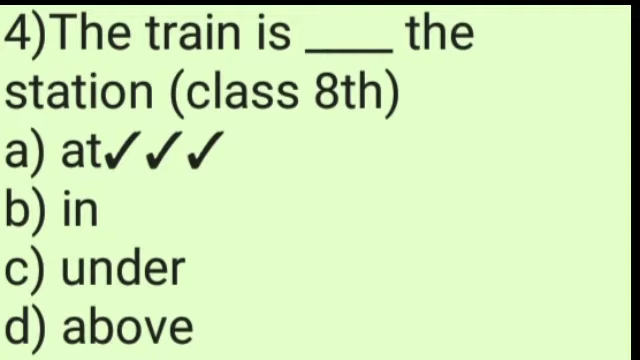 4)The train is ____ the
station (class 8th)
a) at✓✓✓
b) in
c) under
d) above